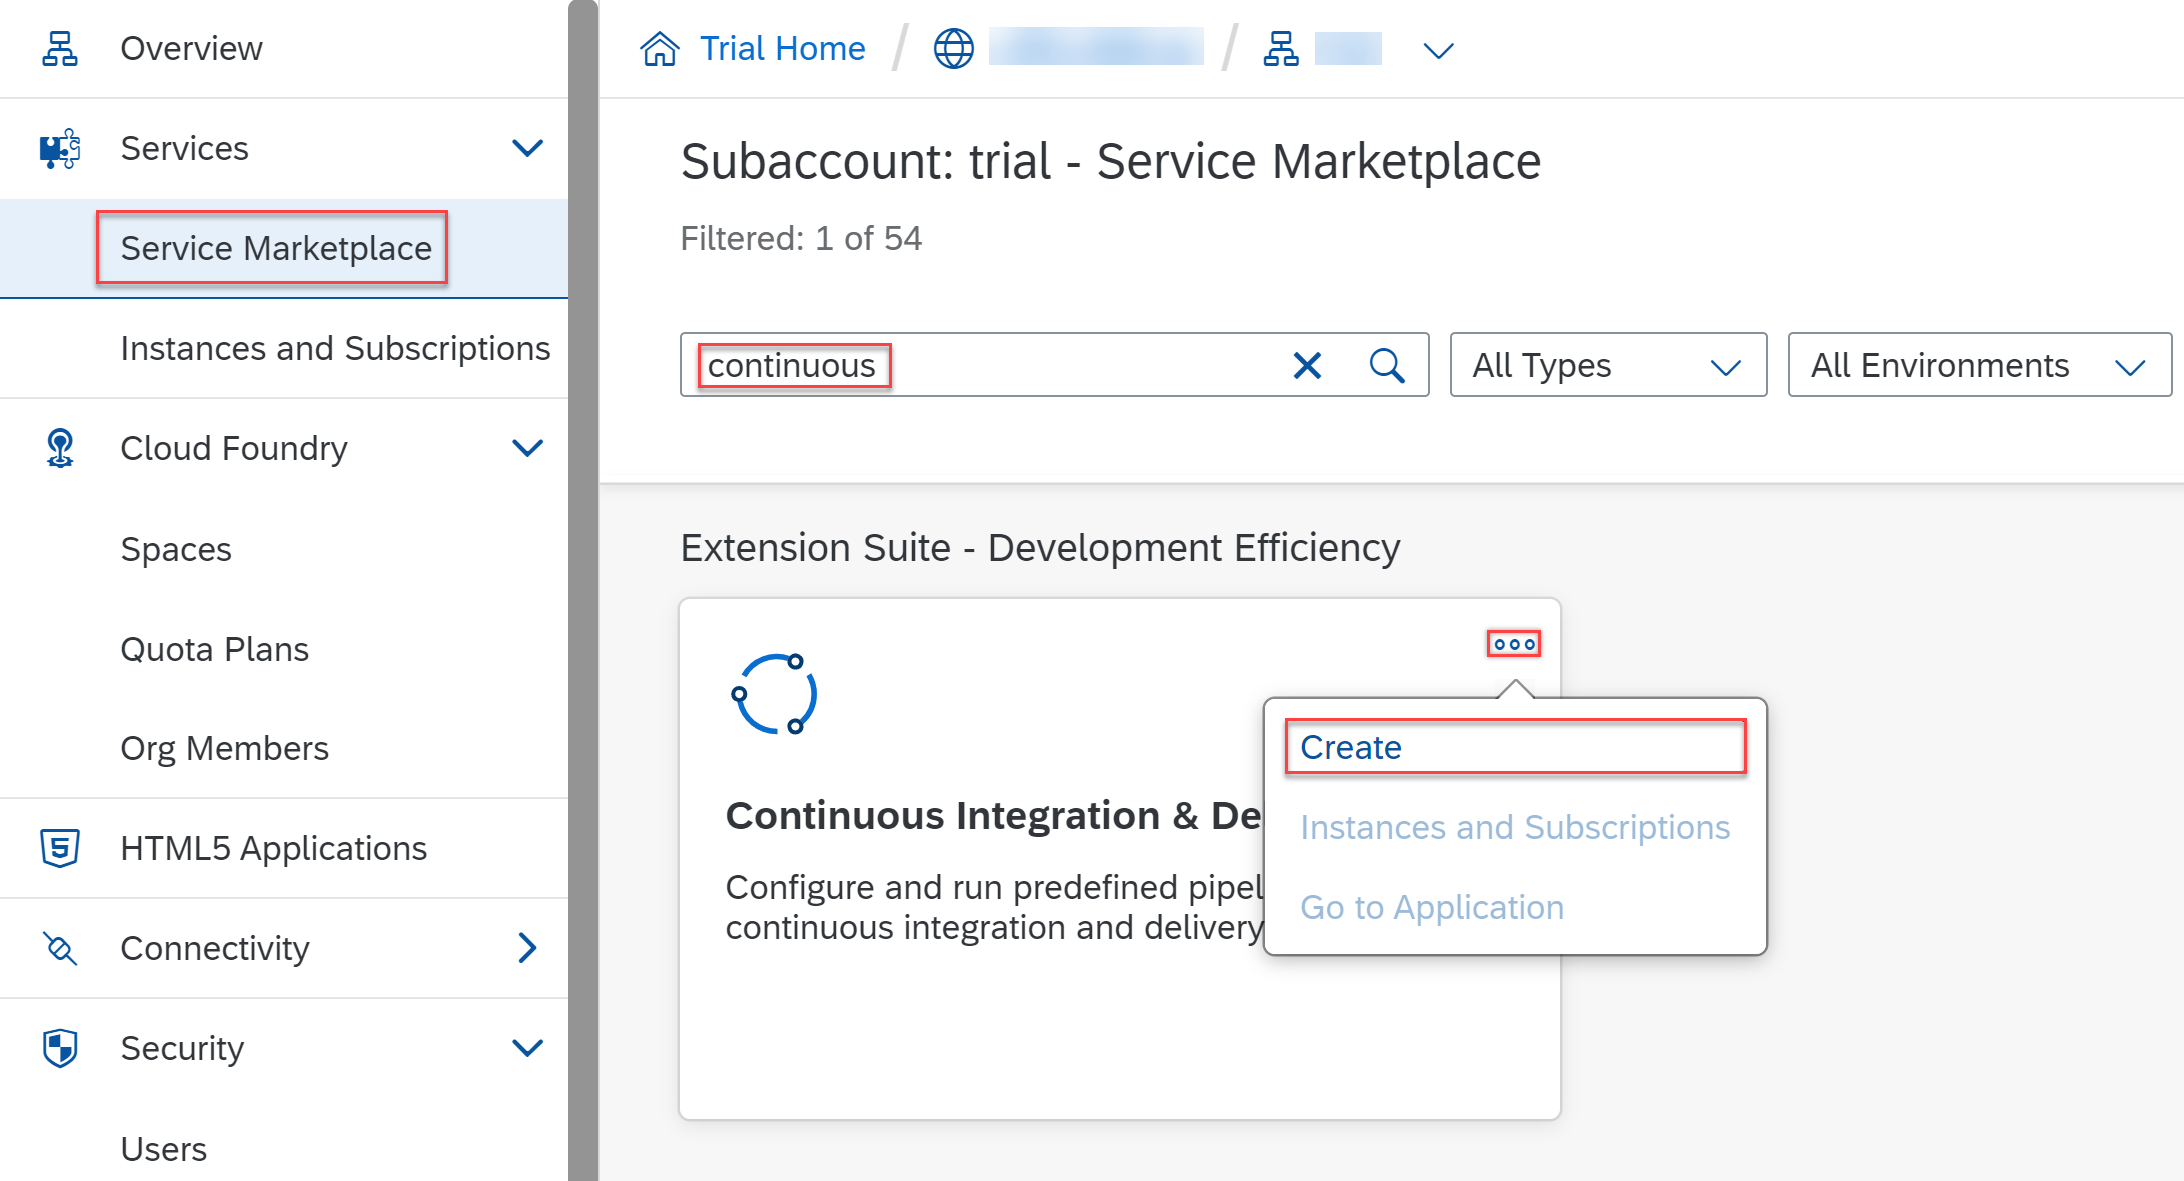 Overview
Services
Service Marketplace
Instances and Subscriptions
Cloud Foundry
Spaces
Quota Plans
Org Members
HTML5 Applications
Connectivity
Security
Users
Trial Home
Subaccount: trial - Service Marketplace
Filtered: 1 of 54
continuous
All Types
All Environments
Extension Suite - Development Efficiency
Continuous Integration & De
Configure and run predefined pipel
continuous integration and delivery
Create
Instances and Subscriptions
Go to Application